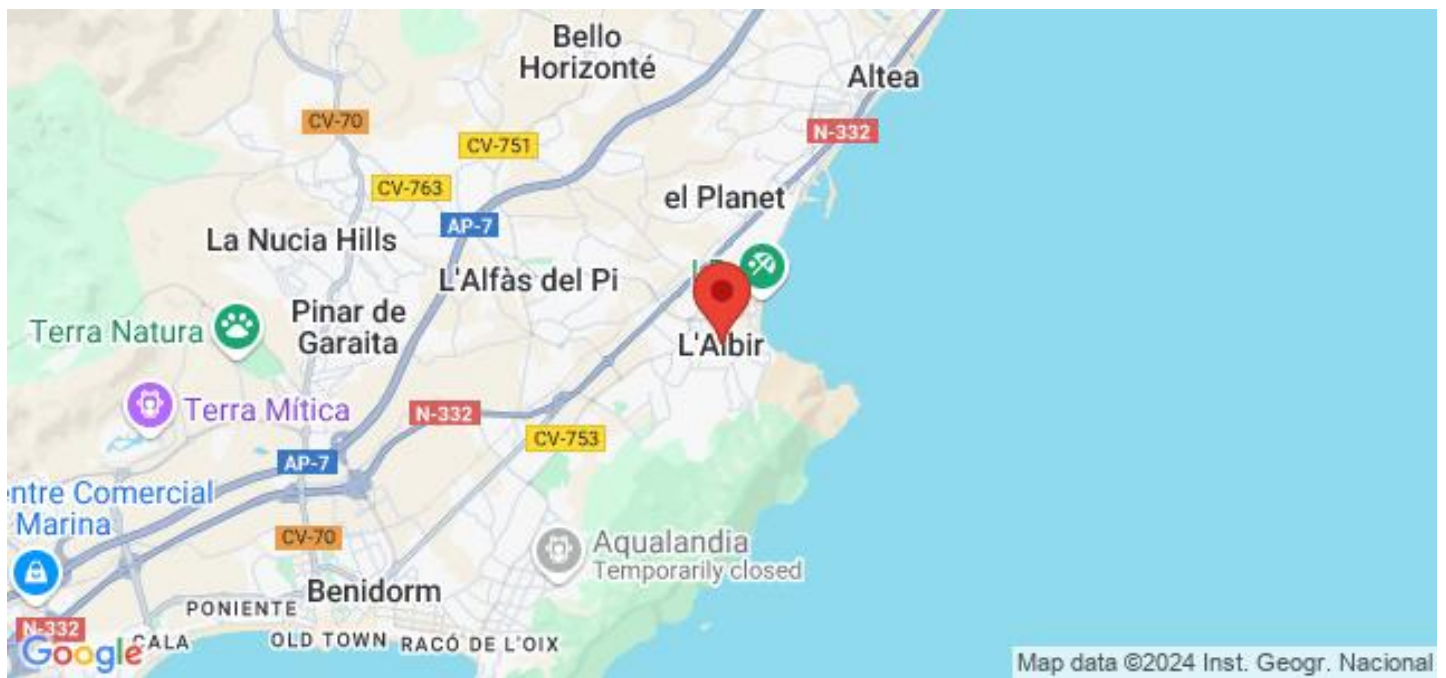 Bello
Horizonté
Altea
CV-70
N-332
CV-751
CV-763
el Planet
AP-7
La Nucia Hills
L'Alfàs del Pi
Pinar de
Garaita
Terra Natura
L'Albir
Terra Mítica
N-332
CV-753
AP-7
entre Comercial
Marina
CV-70
Aqualandia
Temporarily closed
Benidorm
PONIENTE
N-332
CALA
OLD TOWN
RACÓ DE L'OIX
Google
Map data ©2024 Inst. Geogr. Nacional